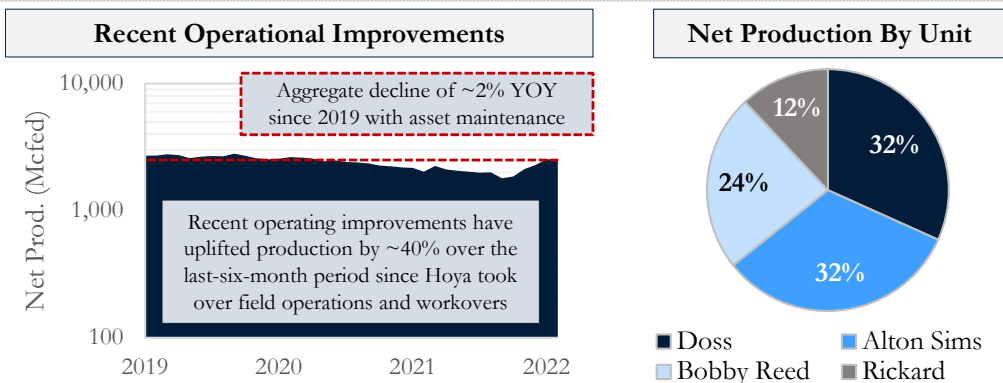 Recent Operational Improvements
Net Prod. (Mcfed)
10,000
1,000
100
Aggregate decline of ~2% YOY
since 2019 with asset maintenance
Recent operating improvements have
uplifted production by ~40% over the
last-six-month period since Hoya took
over field operations and workovers
2019 2020 2021 2022
Net Production By Unit
12%
32%
24%
32%
Doss Alton Sims
Bobby Reed Rickard